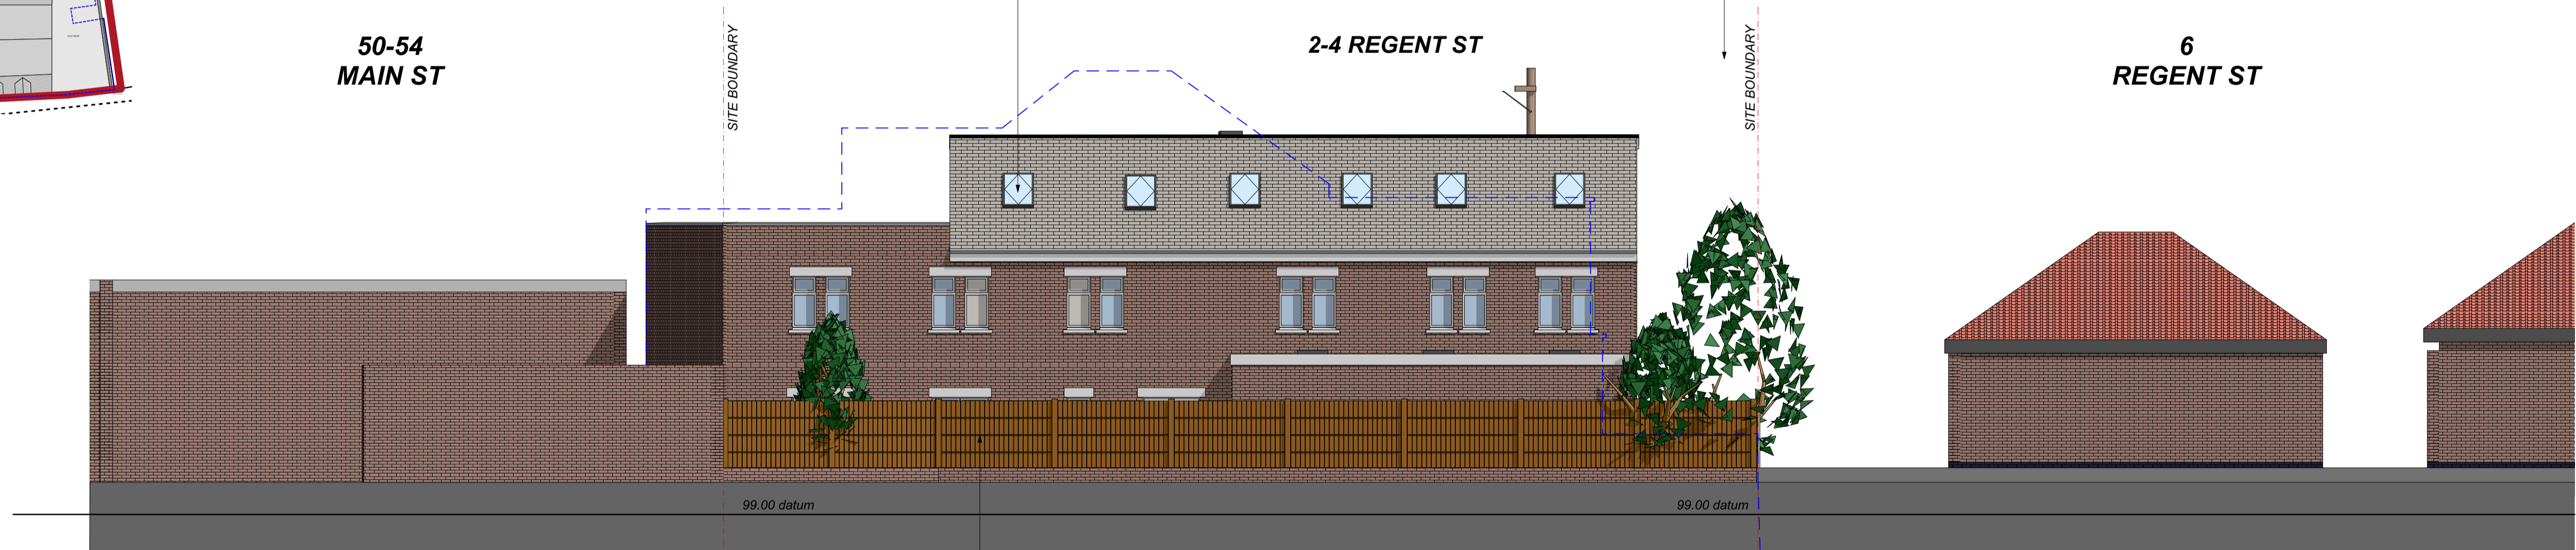 50-54
MAIN ST
SITE BOUNDARY
2-4 REGENT ST
SITE BOUNDARY
6
REGENT ST
99.00 datum
99.00 datum